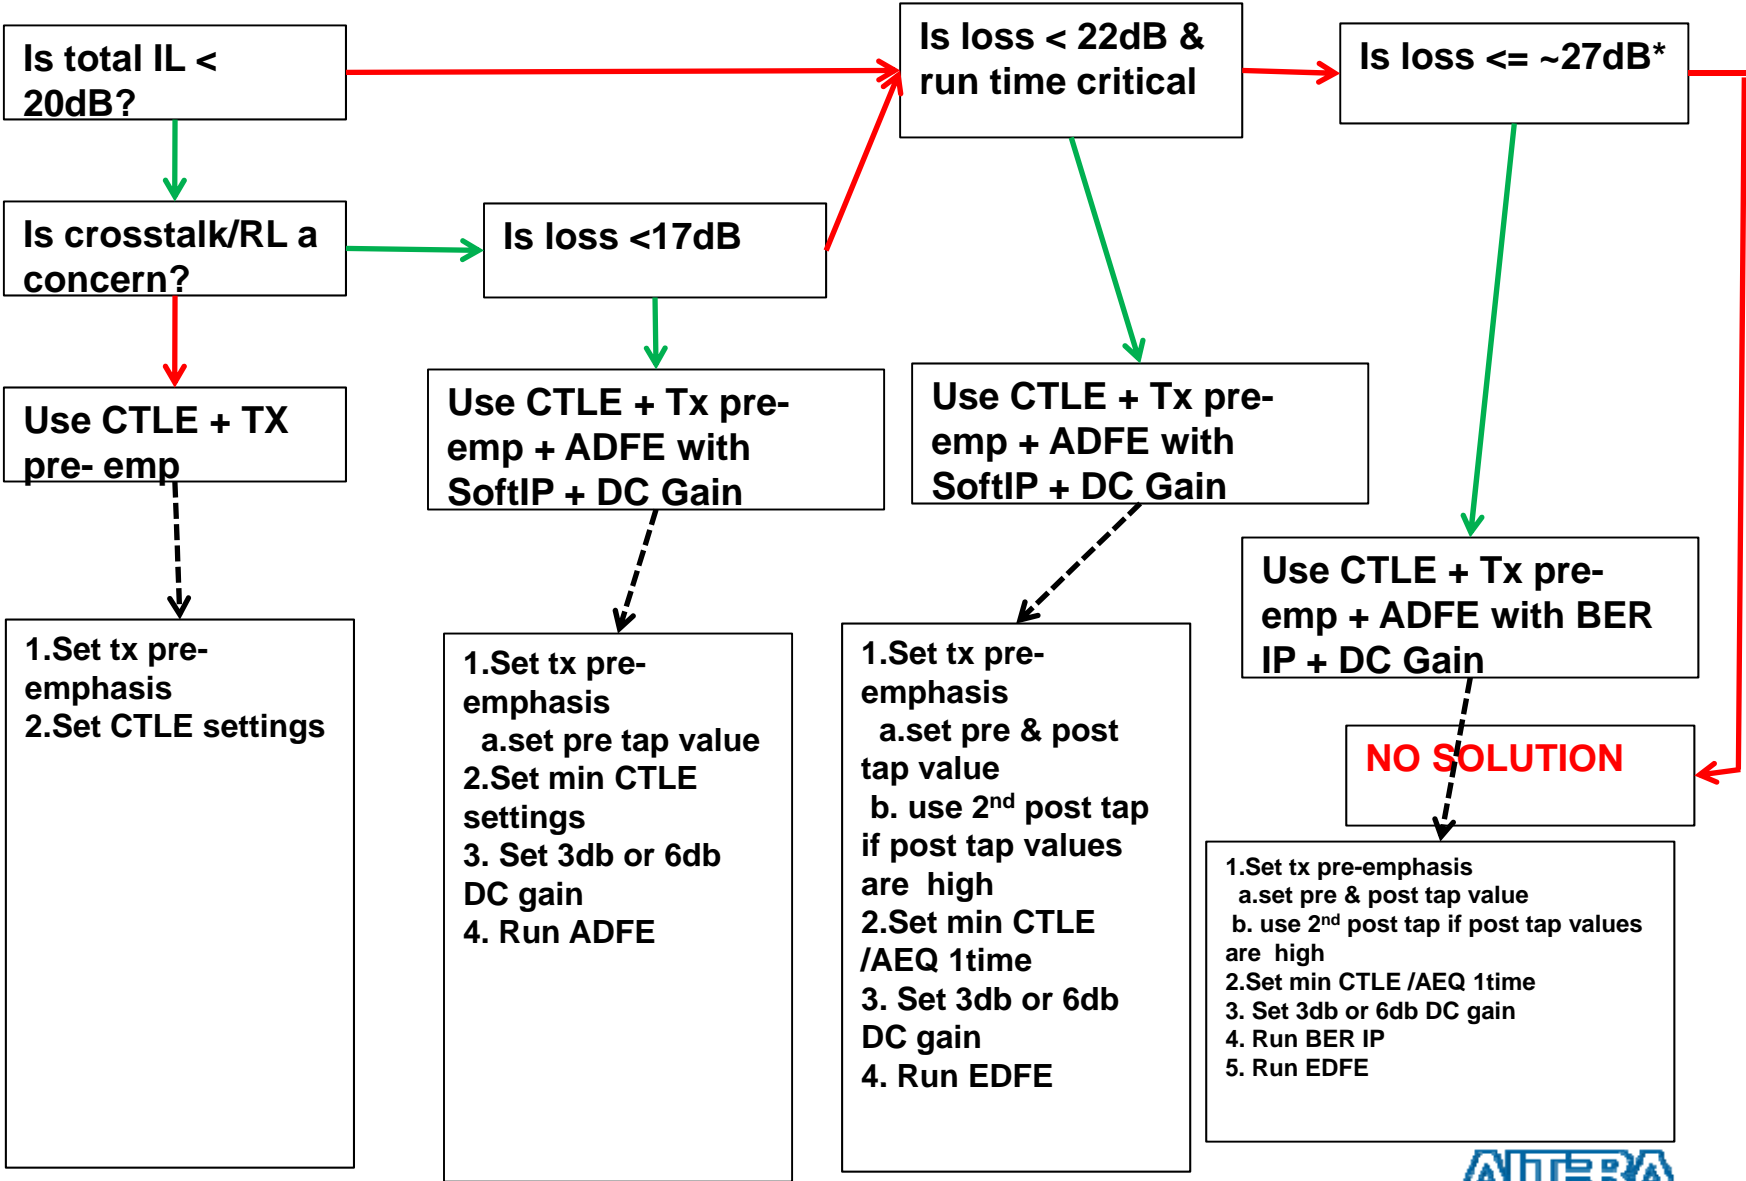 Is total IL <
20dB?
Is loss < 22dB &
run time critical
Is loss <= ~27dB*
Is crosstalk/RL a
concern?
Is loss <17dB
Use CTLE + TX
pre- emp
Use CTLE + Tx pre-
emp + ADFE with
SoftIP + DC Gain
Use CTLE + Tx pre-
emp + ADFE with
SoftIP + DC Gain
Use CTLE + Tx pre-
emp + ADFE with BER
IP + DC Gain
NO SOLUTION
1.Set tx pre-
emphasis
2.Set CTLE settings
1.Set tx pre-
emphasis
a.set pre tap value
2.Set min CTLE
settings
3. Set 3db or 6db
DC gain
4. Run ADFE
1.Set tx pre-
emphasis
a.set pre & post
tap value
b. use 2nd post tap
if post tap values
are high
2.Set min CTLE
/AEQ 1time
3. Set 3db or 6db
DC gain
4. Run EDFE
1.Set tx pre-emphasis
a.set pre & post tap value
b. use 2nd post tap if post tap values
are high
2.Set min CTLE /AEQ 1time
3. Set 3db or 6db DC gain
4. Run BER IP
5. Run EDFE
ALTERA